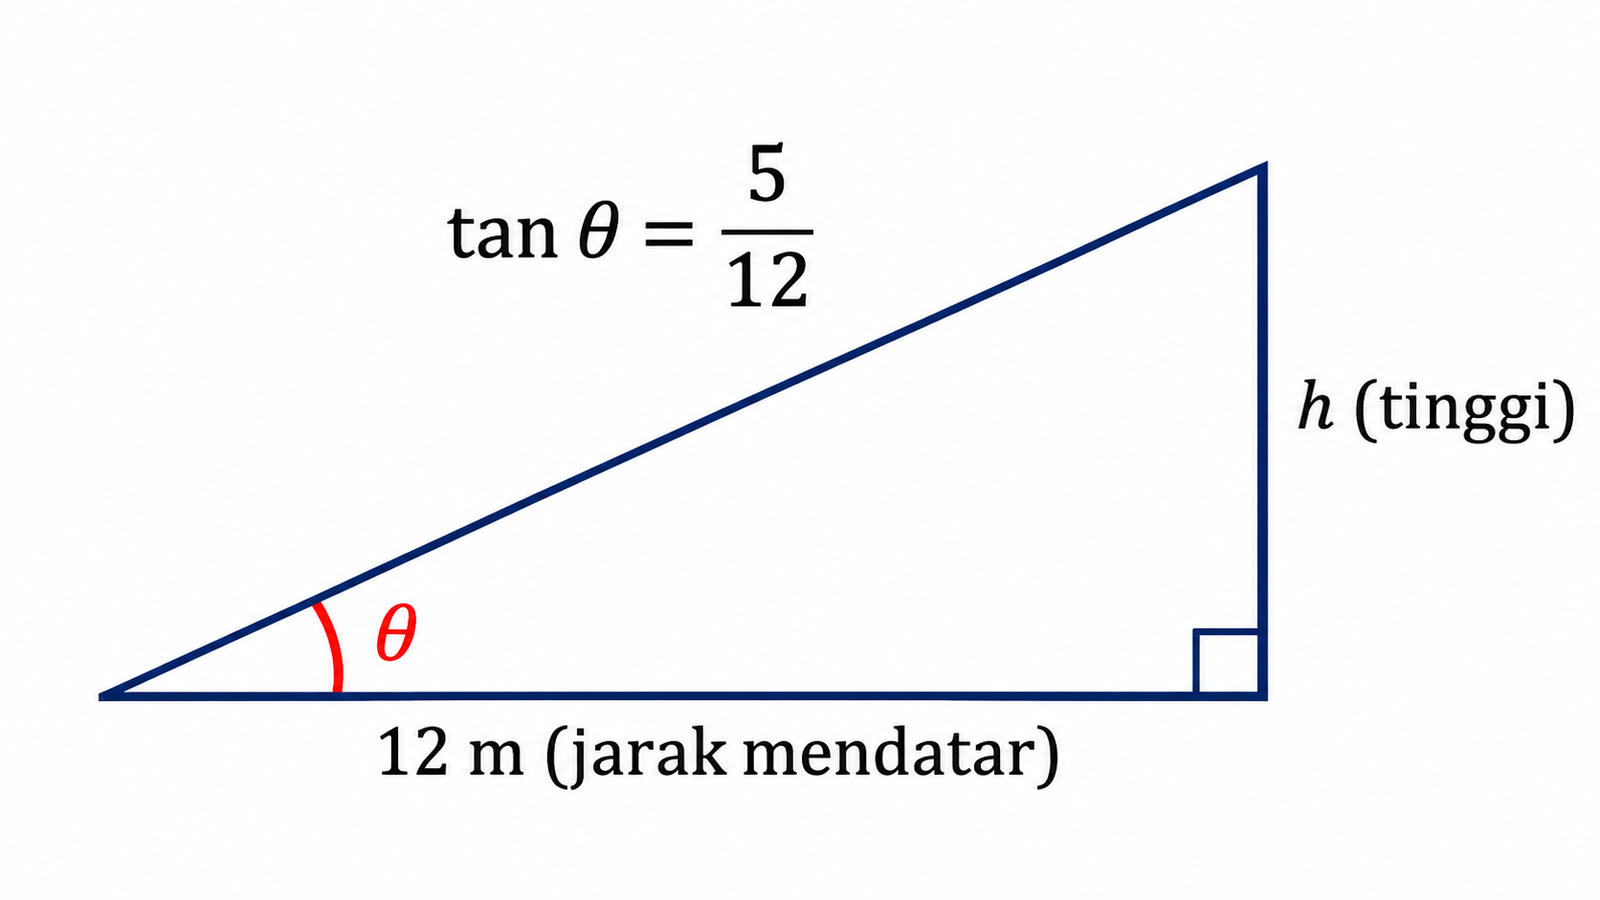 tan θ = 5/12
h (tinggi)
θ
12 m (jarak mendatar)